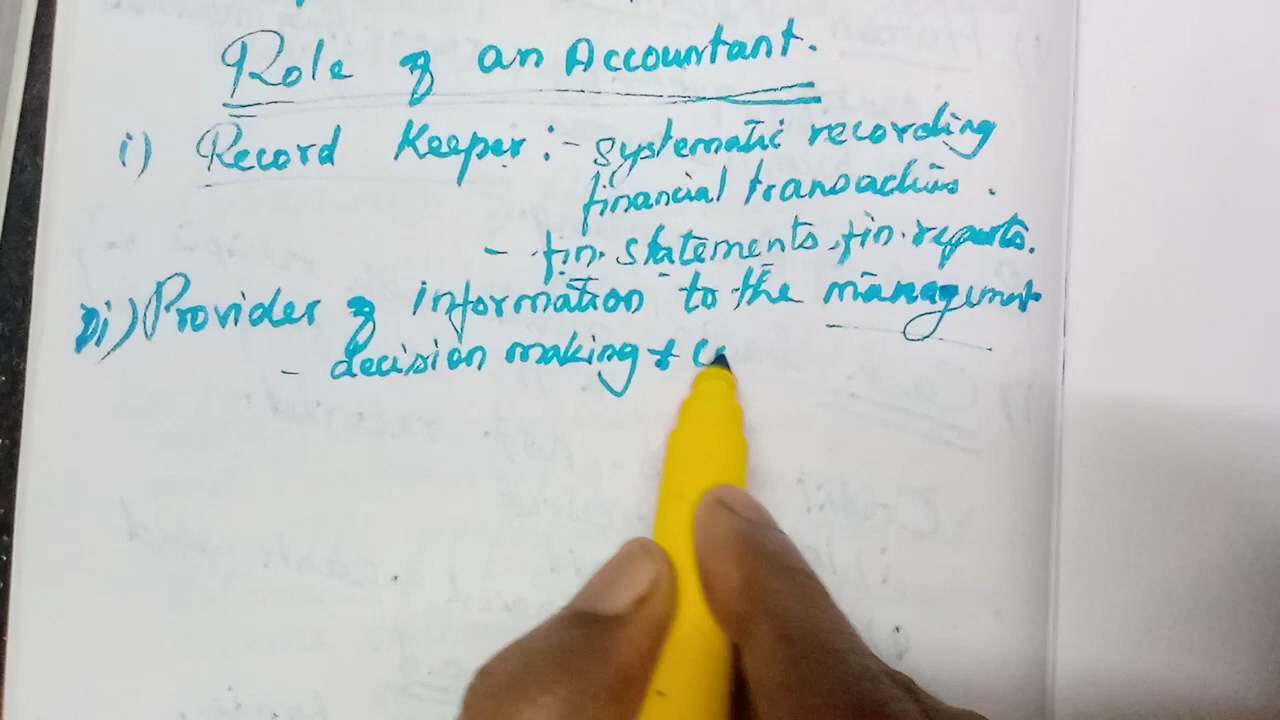 Role of an Accountant.
i) Record Keeper :- systematic recording
financial transactions.
- fin. statements, fin. reports.
ii) Provider of information to the management
- decision making &